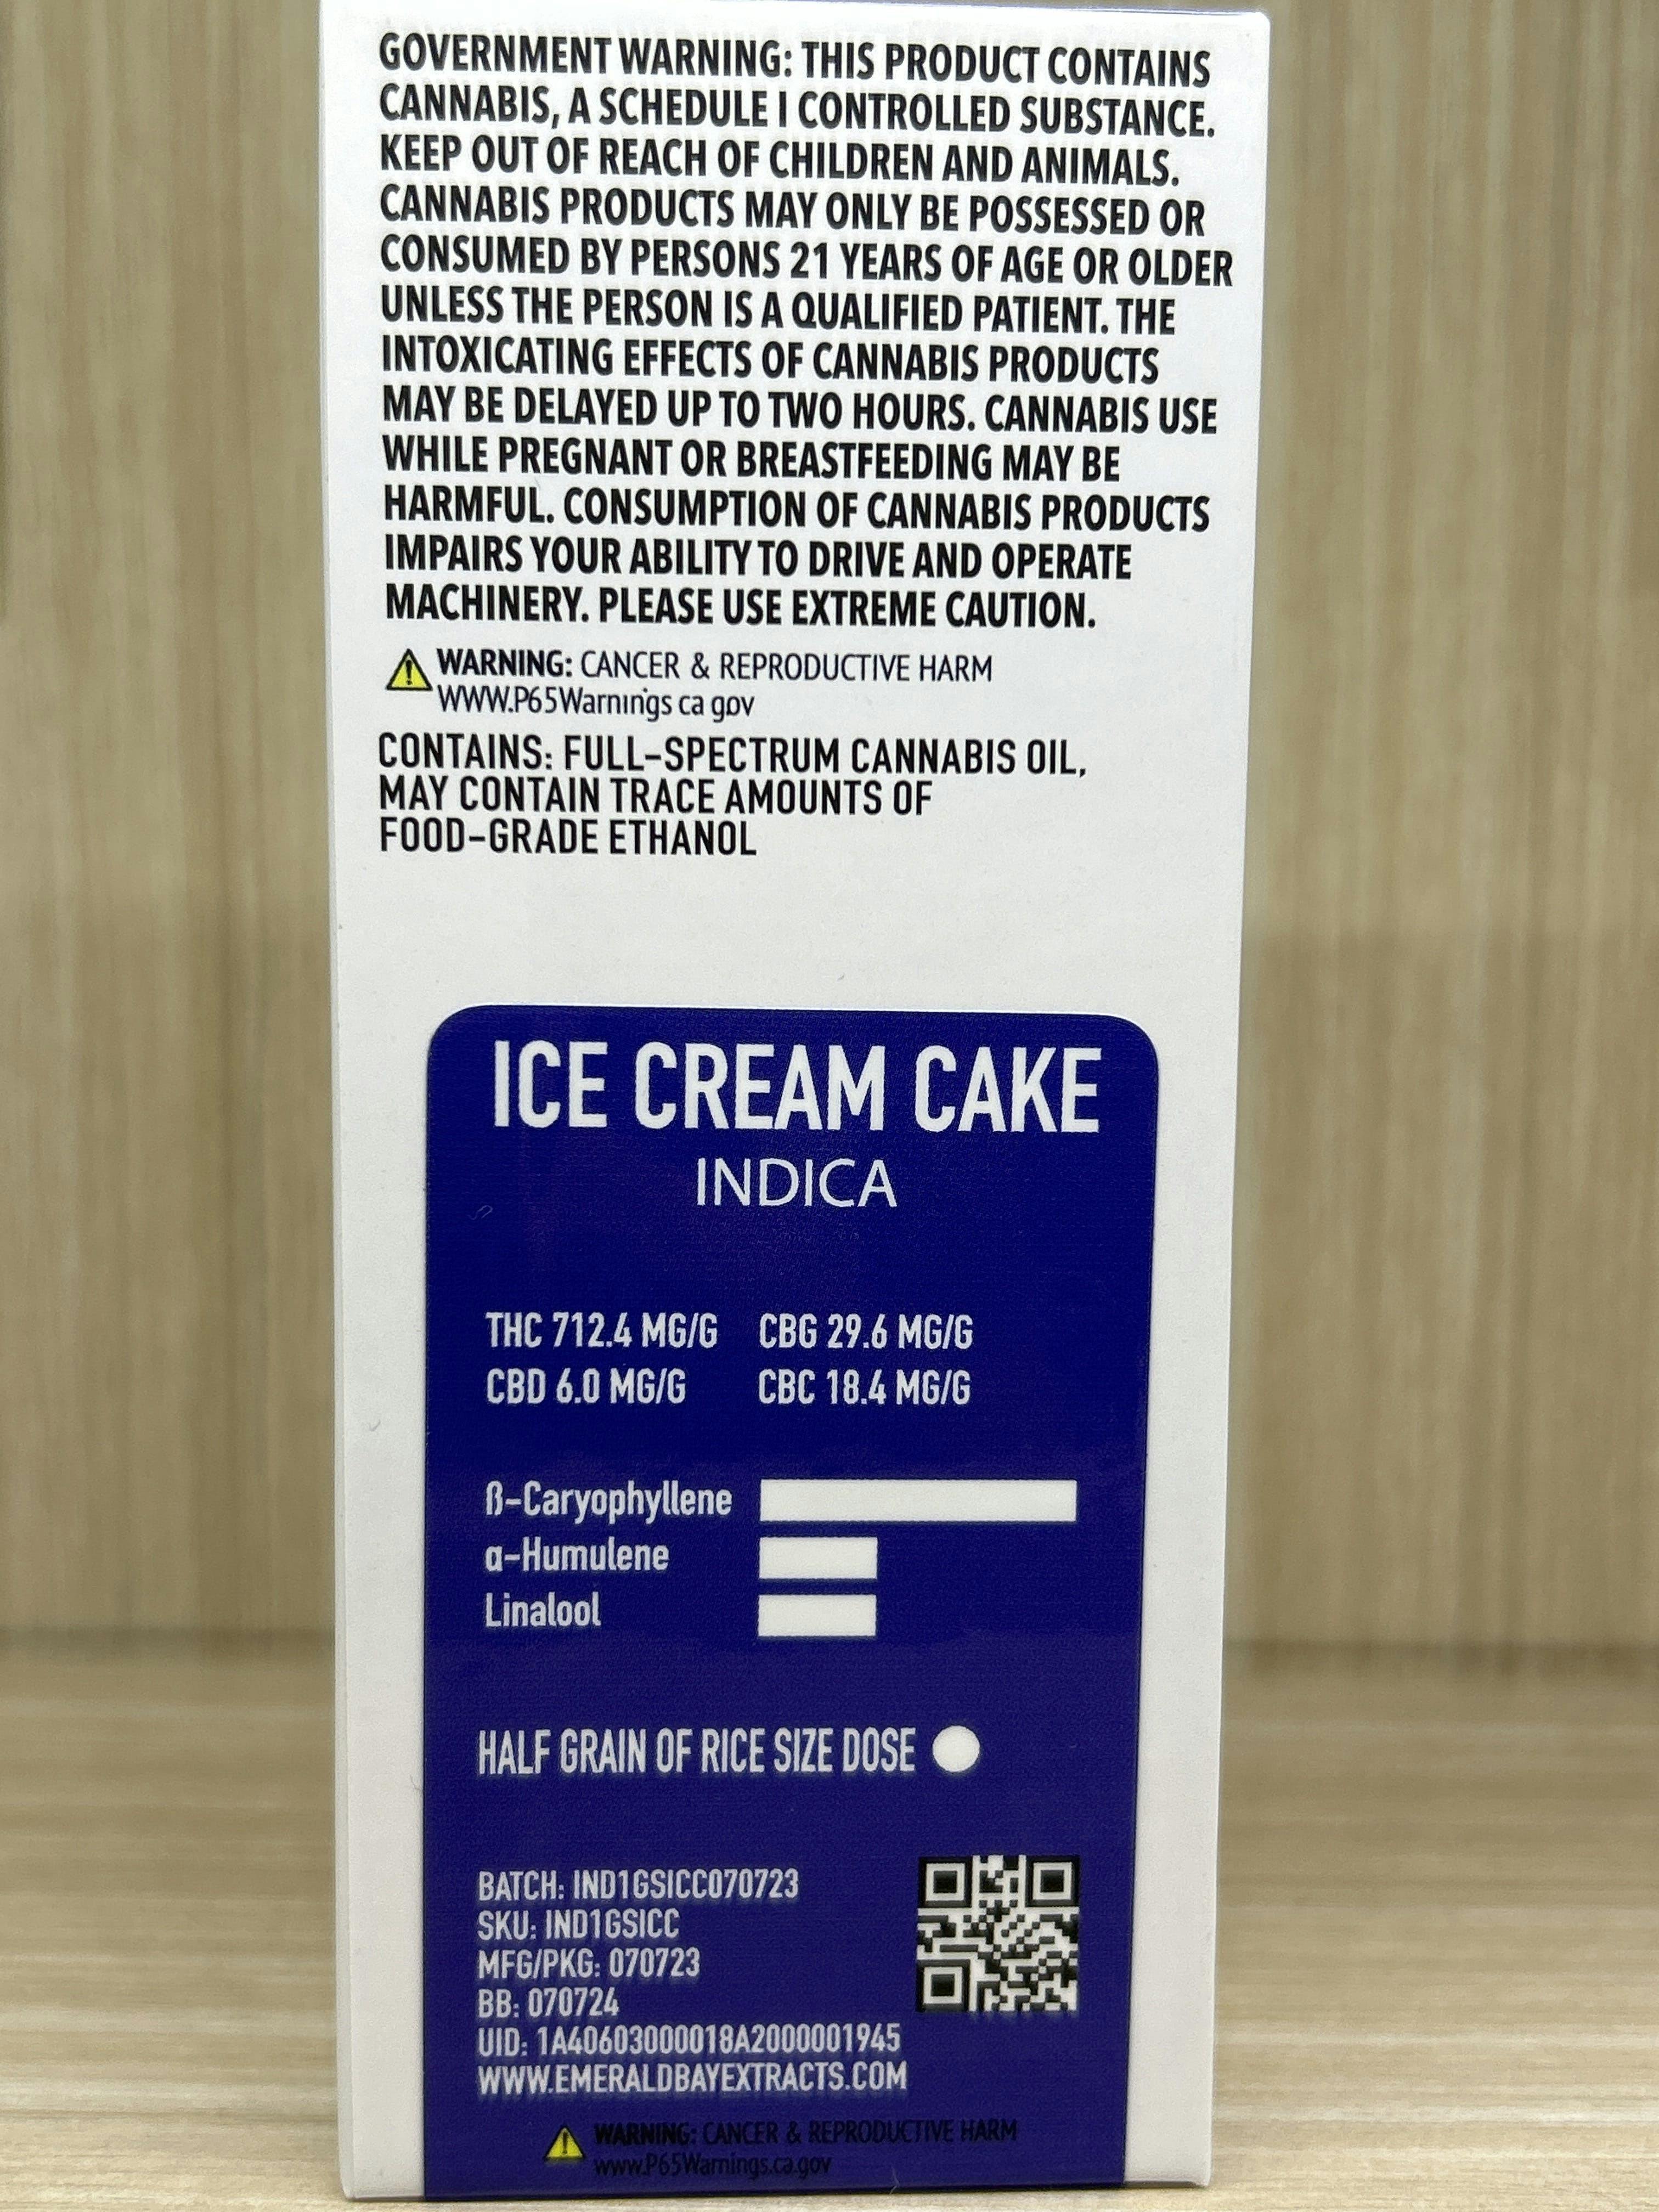 GOVERNMENT WARNING: THIS PRODUCT CONTAINS
CANNABIS, A SCHEDULE I CONTROLLED SUBSTANCE.
KEEP OUT OF REACH OF CHILDREN AND ANIMALS.
CANNABIS PRODUCTS MAY ONLY BE POSSESSED OR
CONSUMED BY PERSONS 21 YEARS OF AGE OR OLDER
UNLESS THE PERSON IS A QUALIFIED PATIENT. THE
INTOXICATING EFFECTS OF CANNABIS PRODUCTS
MAY BE DELAYED UP TO TWO HOURS. CANNABIS USE
WHILE PREGNANT OR BREASTFEEDING MAY BE
HARMFUL. CONSUMPTION OF CANNABIS PRODUCTS
IMPAIRS YOUR ABILITY TO DRIVE AND OPERATE
MACHINERY. PLEASE USE EXTREME CAUTION.
WARNING: CANCER & REPRODUCTIVE HARM
WWW.P65Warnings ca gov
CONTAINS: FULL-SPECTRUM CANNABIS OIL,
MAY CONTAIN TRACE AMOUNTS OF
FOOD-GRADE ETHANOL
ICE CREAM CAKE
INDICA
THC 712.4 MG/G CBG 29.6 MG/G
CBD 6.0 MG/G CBC 18.4 MG/G
ß-Caryophyllene
α-Humulene
Linalool
HALF GRAIN OF RICE SIZE DOSE
BATCH: IND1GSICC070723
SKU: IND1GSICC
MFG/PKG: 070723
BB: 070724
UID: 1A40603000018A2000001945
WWW.EMERALDBAYEXTRACTS.COM
WARNING: CANCER & REPRODUCTIVE HARM
www.P65Warnings.ca.gov